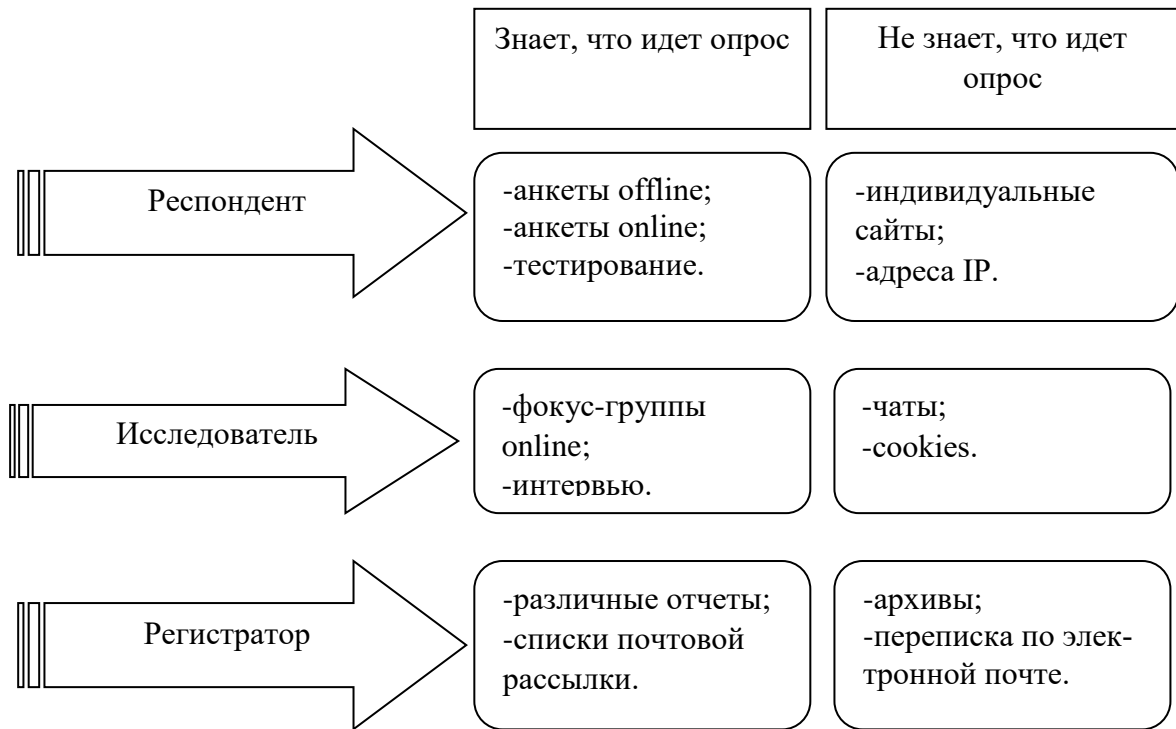 Знает, что идет опрос
Не знает, что идет
опрос
Респондент
-анкеты offline;
-анкеты online;
-тестирование.
-индивидуальные
сайты;
-адреса IP.
Исследователь
-фокус-группы
online;
-интервью.
-чаты;
-cookies.
Регистратор
-различные отчеты;
-списки почтовой
рассылки.
-архивы;
-переписка по элек-
тронной почте.